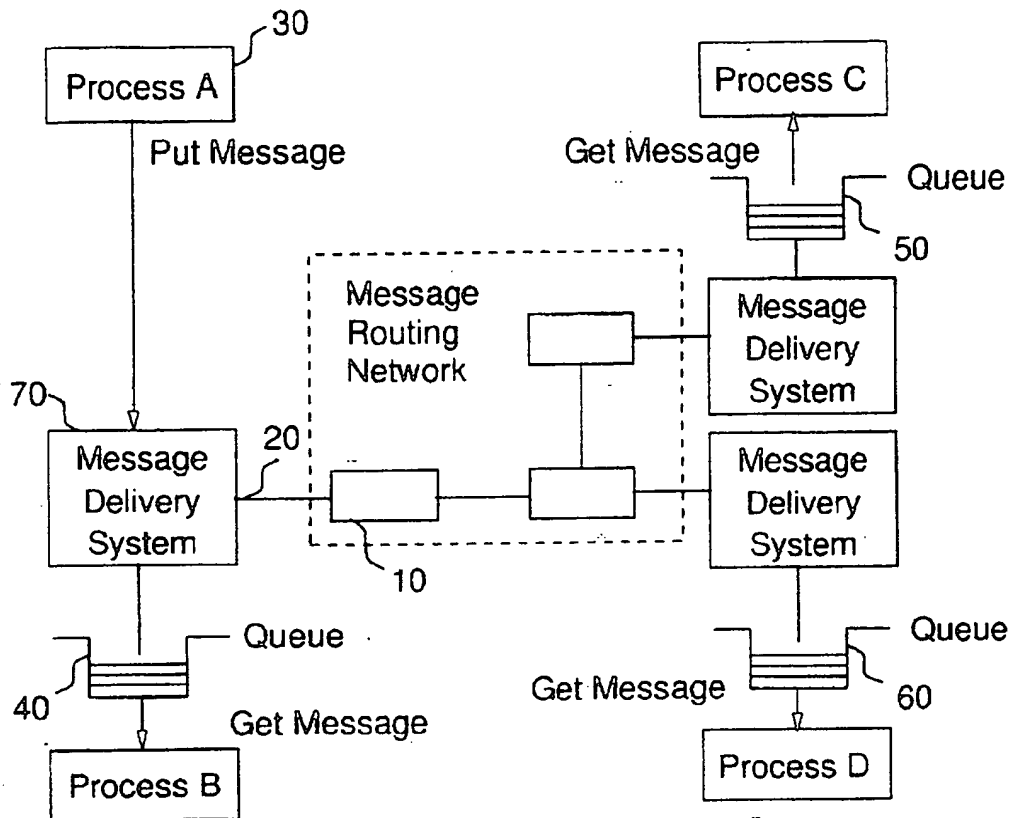 30
Process A
Put Message
Process C
Get Message
Queue
50
Message
Routing
Network
Message
Delivery
System
70
Message
Delivery
System
20
10
Message
Delivery
System
Queue
40
Get Message
Process B
Queue
60
Get Message
Process D